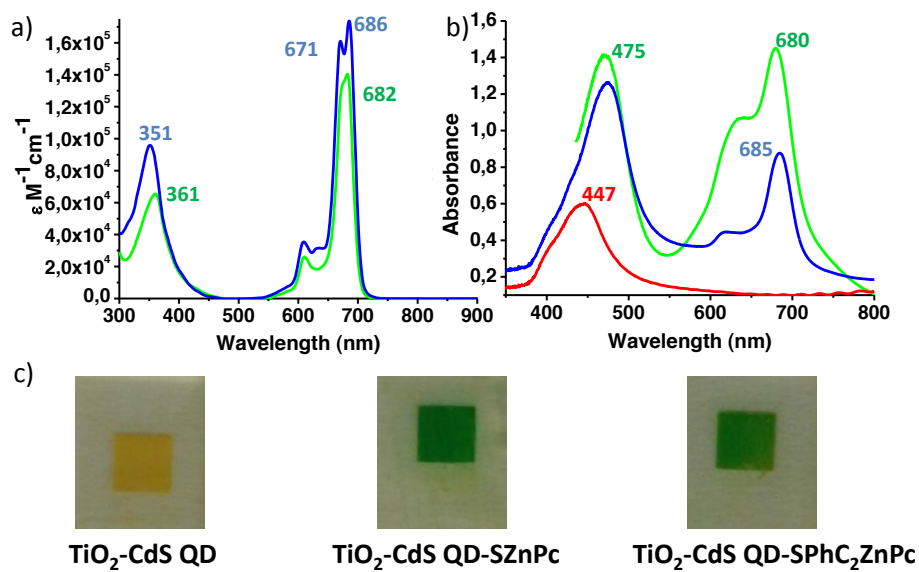 a)
b)
c)
ε M⁻¹cm⁻¹
1,6x10⁵
1,4x10⁵
1,2x10⁵
1,0x10⁵
8,0x10⁴
6,0x10⁴
4,0x10⁴
2,0x10⁴
0,0
300 400 500 600 700 800 900
Wavelength (nm)
351
361
671
686
682
Absorbance
1,6
1,4
1,2
1,0
0,8
0,6
0,4
0,2
400 500 600 700 800
Wavelength (nm)
475
680
685
447
TiO₂-CdS QD
TiO₂-CdS QD-SZnPc
TiO₂-CdS QD-SPhC₂ZnPc